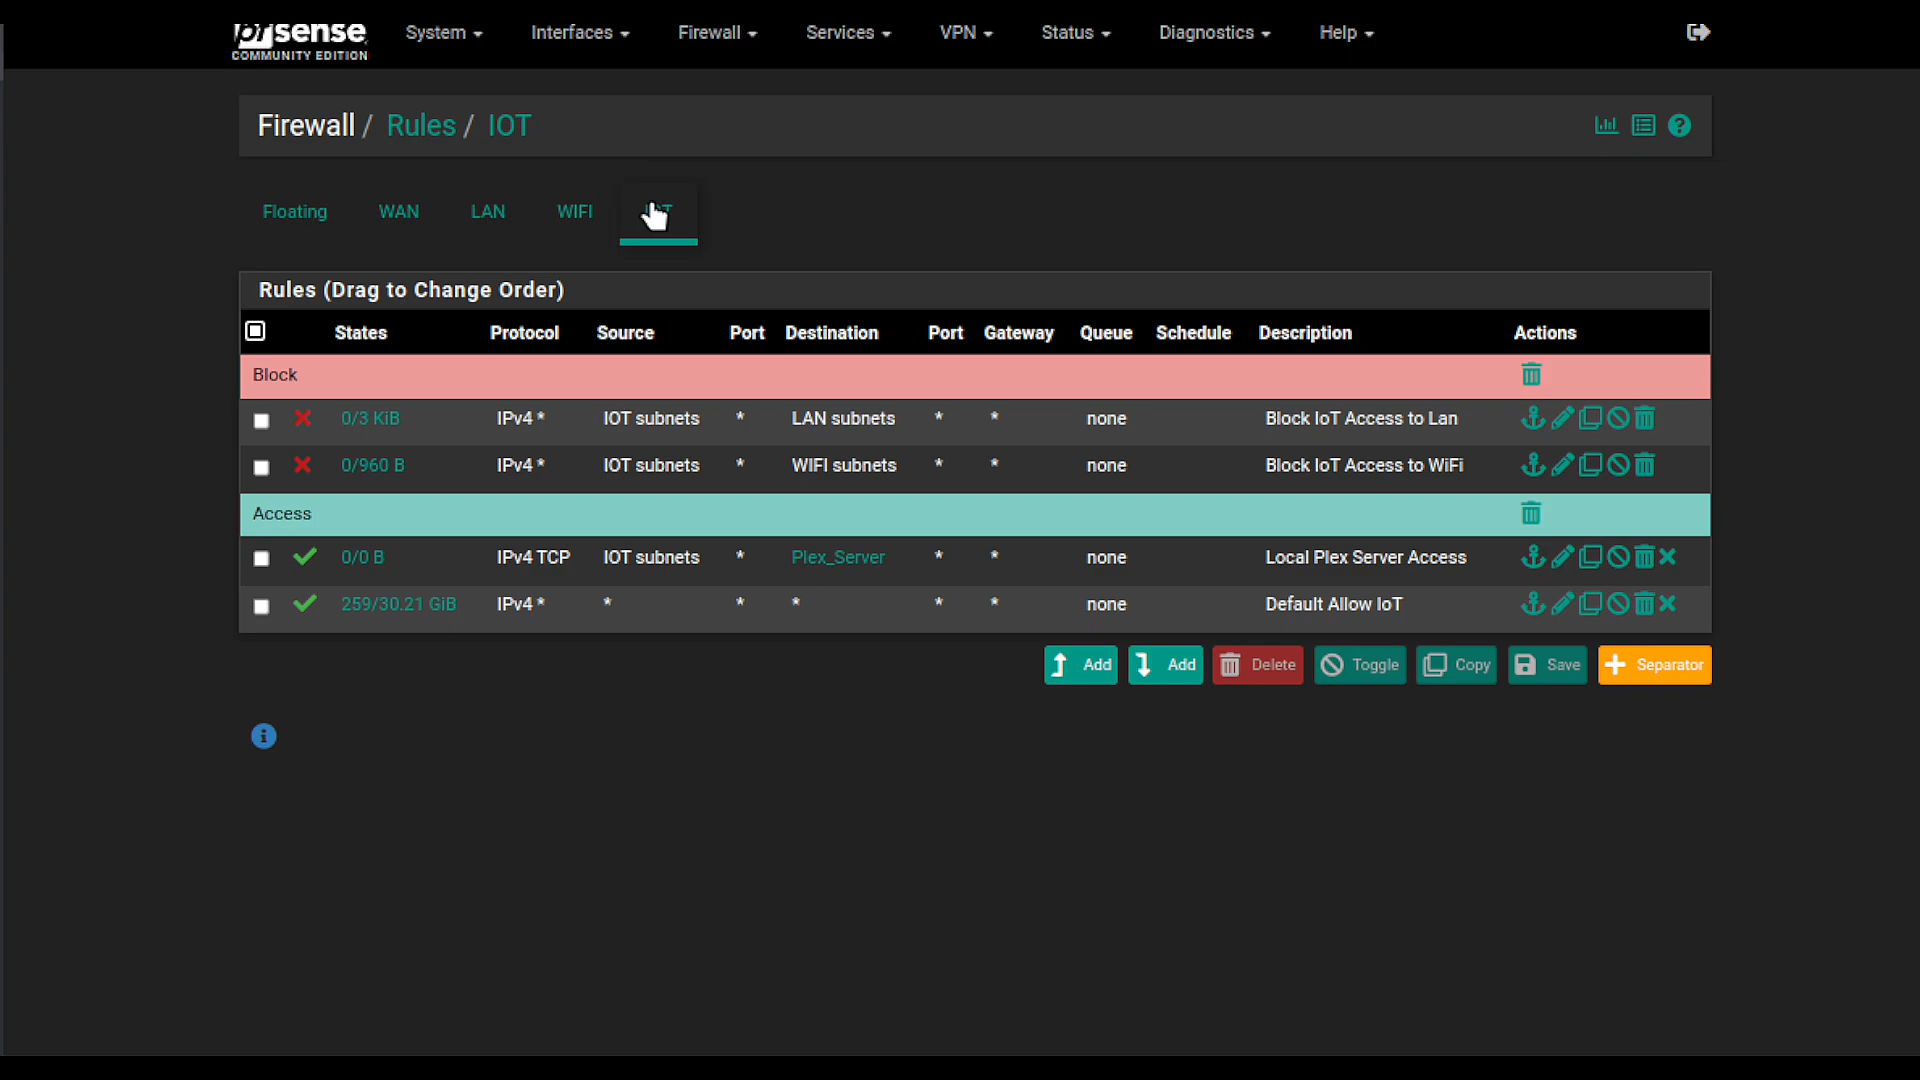 sense System Interfaces Firewall Services VPN Status Diagnostics Help
COMMUNITY EDITION
Firewall / Rules / IOT
Floating WAN LAN WIFI
Rules (Drag to Change Order)
States Protocol Source Port Destination Port Gateway Queue Schedule Description Actions
Block
0/3 KiB IPv4 * IOT subnets * LAN subnets * * none Block IoT Access to Lan
0/960 B IPv4 * IOT subnets * WIFI subnets * * none Block IoT Access to WiFi
Access
0/0 B IPv4 TCP IOT subnets * Plex_Server * * none Local Plex Server Access
259/30.21 GiB IPv4 * * * * * * none Default Allow IoT
Add Add Delete Toggle Copy Save Separator